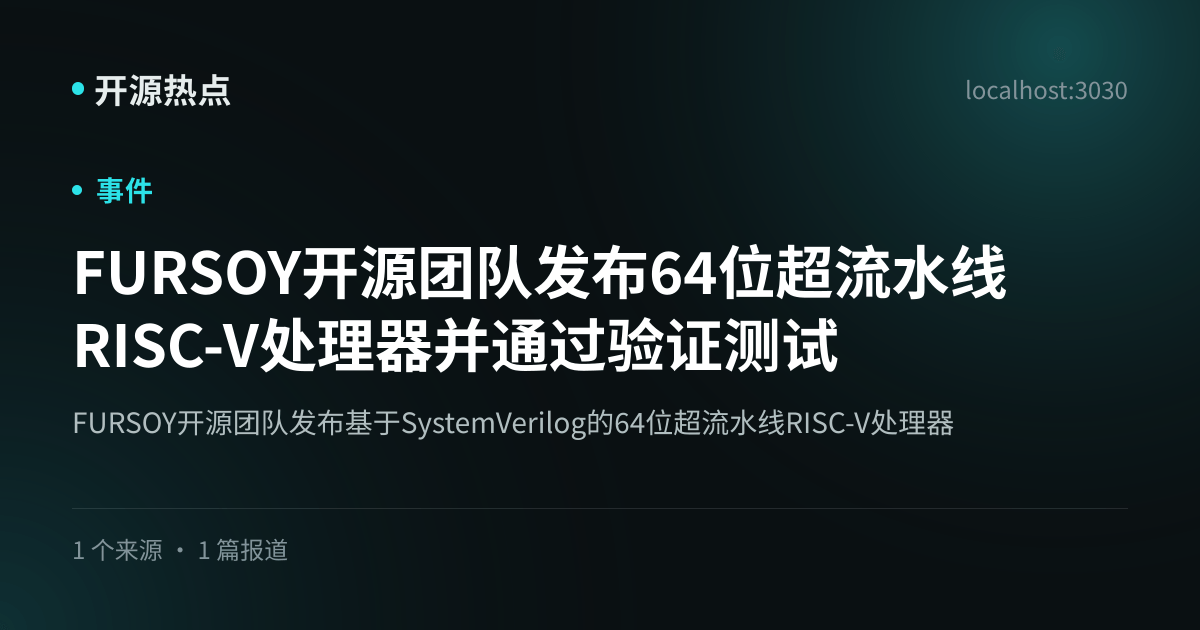 开源热点
localhost:3030
事件
FURSOY开源团队发布64位超流水线
RISC-V处理器并通过验证测试
FURSOY开源团队发布基于SystemVerilog的64位超流水线RISC-V处理器
1 个来源 · 1 篇报道